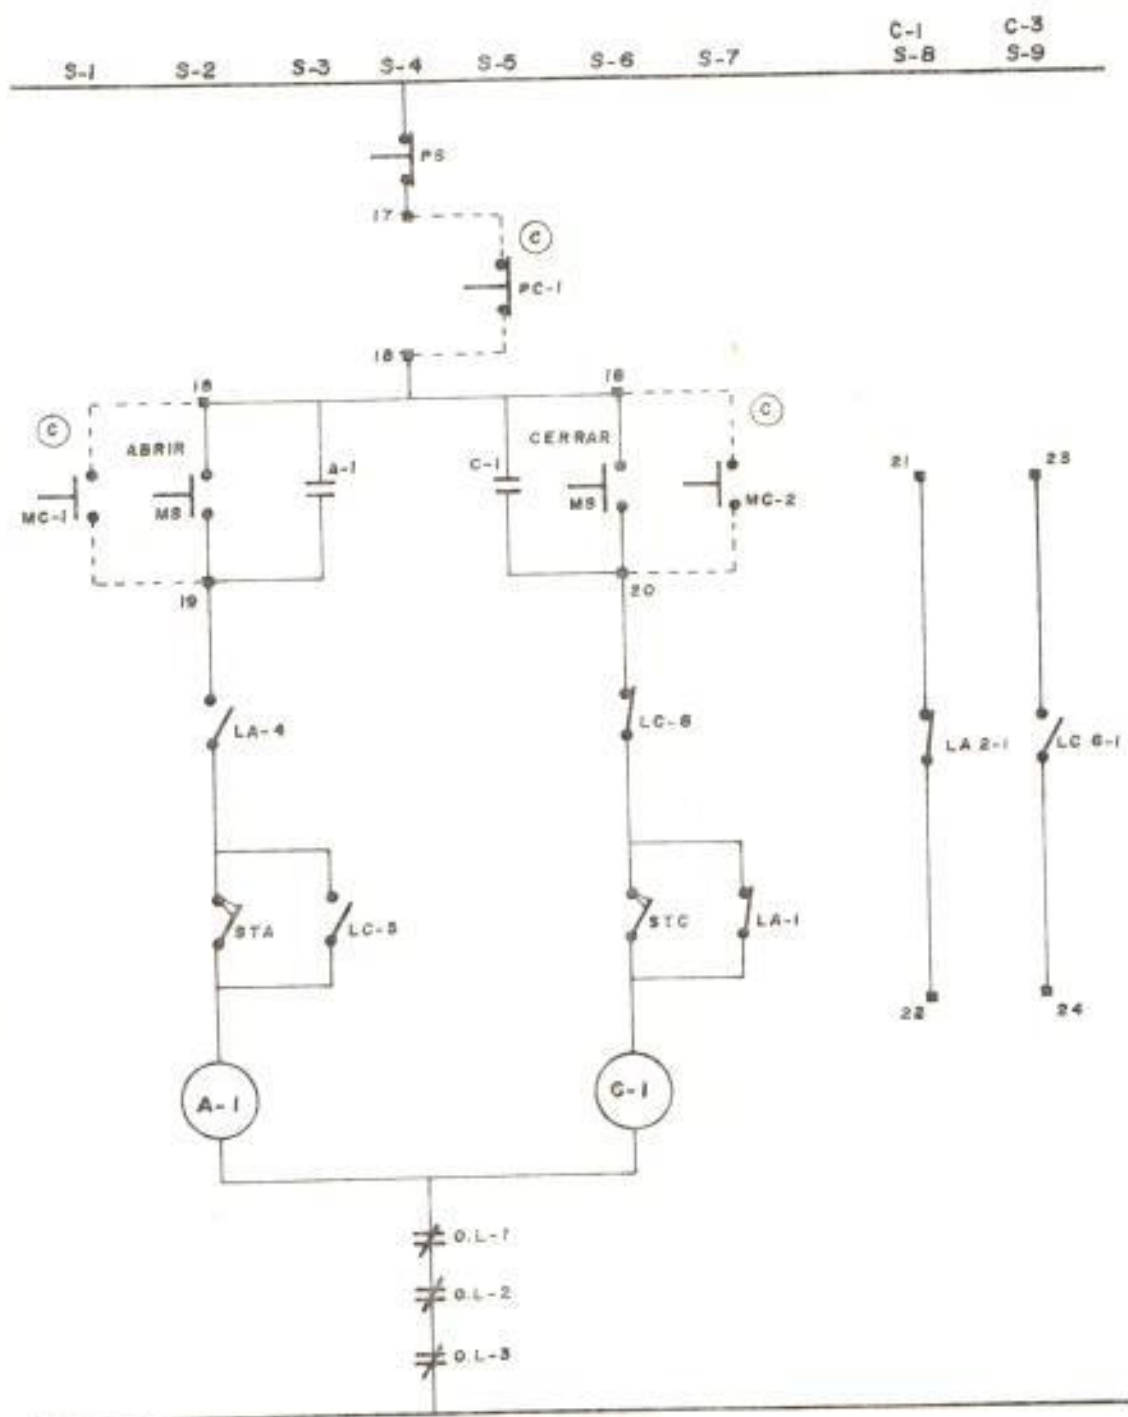 C-1 C-3
S-1 S-2 S-3 S-4 S-5 S-6 S-7 S-8 S-9
PS
17
C
PC-1
18
18 18
C ABRIR A-1 C-1 CERRAR C
MC-1 MS MS MC-2
21 23
19 20
LA-4 LC-8 LA 2-1 LC 6-1
STA LC-5 STC LA-1
22 24
A-1 C-1
O.L-1
O.L-2
O.L-3